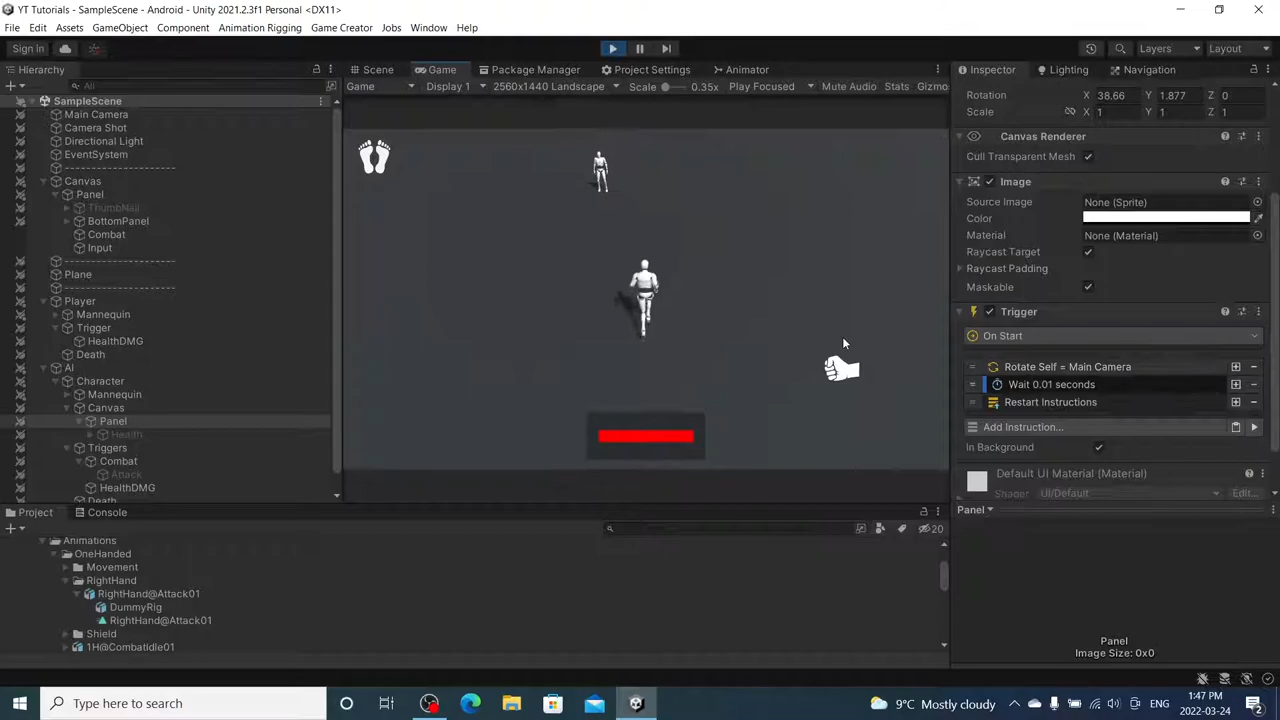 YT Tutorials - SampleScene - Android - Unity 2021.2.3f1 Personal <DX11>
File Edit Assets GameObject Component Animation Rigging Game Creator Jobs Window Help
Sign in
Layers
Layout
Hierarchy
All
SampleScene
Main Camera
Camera Shot
Directional Light
EventSystem
-------------------
Canvas
Panel
ThumbNail
BottomPanel
Combat
Input
-------------------
Plane
-------------------
Player
Mannequin
Trigger
HealthDMG
Death
AI
Character
Mannequin
Canvas
Panel
Health
Triggers
Combat
Attack
HealthDMG
Death
Scene Game Package Manager Project Settings Animator
Game Display 1 2560x1440 Landscape Scale 0.35x Play Focused Mute Audio Stats Gizmo
Inspector Lighting Navigation
Rotation X 38.66 Y 1.877 Z 0
Scale X 1 Y 1 Z 1
Canvas Renderer
Cull Transparent Mesh
Image
Source Image None (Sprite)
Color
Material None (Material)
Raycast Target
Raycast Padding
Maskable
Trigger
On Start
Rotate Self = Main Camera
Wait 0.01 seconds
Restart Instructions
Add Instruction...
In Background
Default UI Material (Material)
Shader UI/Default Edit...
Panel
Panel
Image Size: 0x0
Project Console
20
Animations
OneHanded
Movement
RightHand
RightHand@Attack01
DummyRig
RightHand@Attack01
Shield
1H@CombatIdle01
Type here to search
9°C Mostly cloudy
ENG
1:47 PM
2022-03-24
2